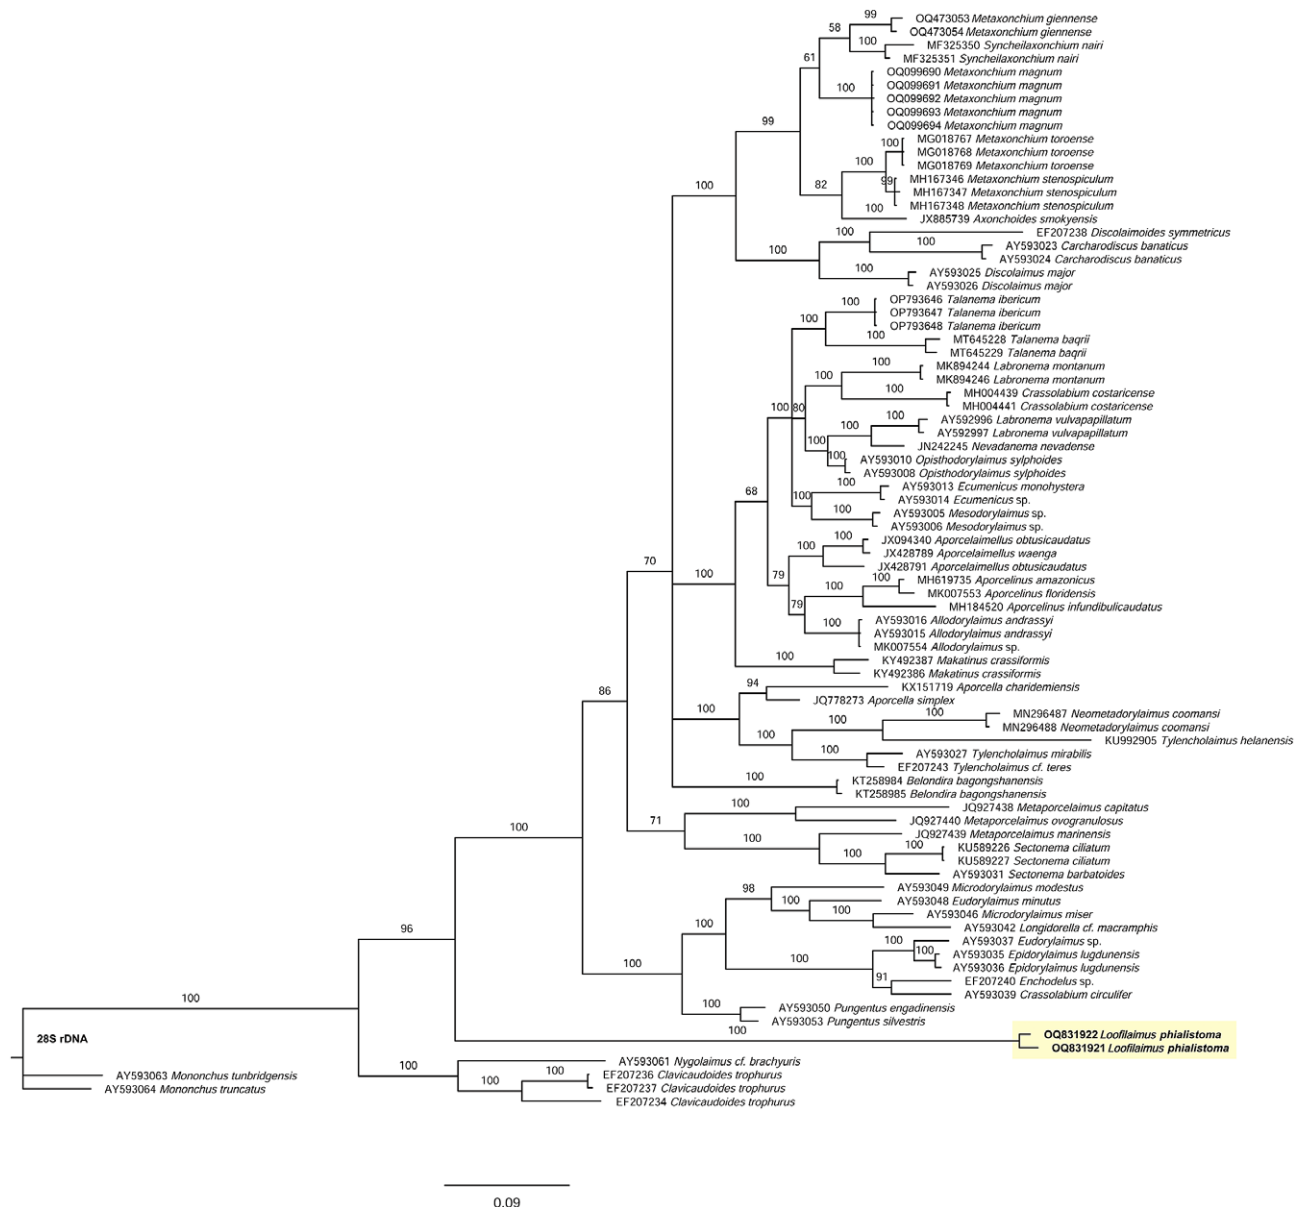 99
OQ473053 Metaxonchium giennense
58
OQ473054 Metaxonchium giennense
100
MF325350 Syncheilaxonchium nairi
61
MF325351 Syncheilaxonchium nairi
OQ099690 Metaxonchium magnum
100
OQ099691 Metaxonchium magnum
OQ099692 Metaxonchium magnum
99
OQ099693 Metaxonchium magnum
OQ099694 Metaxonchium magnum
100
MG018767 Metaxonchium toroense
MG018768 Metaxonchium toroense
100
MG018769 Metaxonchium toroense
99
MH167346 Metaxonchium stenospiculum
100
82
MH167347 Metaxonchium stenospiculum
100
MH167348 Metaxonchium stenospiculum
JX885739 Axonchoides smokyensis
100
EF207238 Discolaimoides symmetricus
100
100
AY593023 Carcharodiscus banaticus
AY593024 Carcharodiscus banaticus
100
AY593025 Discolaimus major
AY593026 Discolaimus major
100
OP793646 Talanema ibericum
100
OP793647 Talanema ibericum
OP793648 Talanema ibericum
100
MT645228 Talanema baqrii
MT645229 Talanema baqrii
100
MK894244 Labronema montanum
100
MK894246 Labronema montanum
100
MH004439 Crassolabium costaricense
100
80
MH004441 Crassolabium costaricense
100
AY592996 Labronema vulvapapillatum
100
AY592997 Labronema vulvapapillatum
100
JN242245 Nevadanema nevadense
100
AY593010 Opisthodorylaimus sylphoides
AY593008 Opisthodorylaimus sylphoides
100
AY593013 Ecumenicus monohystera
68
100
AY593014 Ecumenicus sp.
100
AY593005 Mesodorylaimus sp.
AY593006 Mesodorylaimus sp.
100
JX094340 Aporcelaimellus obtusicaudatus
100
JX428789 Aporcelaimellus waenga
70
JX428791 Aporcelaimellus obtusicaudatus
100
79
100
MH619735 Aporcelinus amazonicus
100
MK007553 Aporcelinus floridensis
79
MH184520 Aporcelinus infundibulicaudatus
AY593016 Allodorylaimus andrassyi
100
AY593015 Allodorylaimus andrassyi
MK007554 Allodorylaimus sp.
100
KY492387 Makatinus crassiformis
KY492386 Makatinus crassiformis
94
KX151719 Aporcella charidemiensis
86
JQ778273 Aporcella simplex
100
100
MN296487 Neometadorylaimus coomansi
100
MN296488 Neometadorylaimus coomansi
100
KU992905 Tylencholaimus helanensis
100
AY593027 Tylencholaimus mirabilis
EF207243 Tylencholaimus cf. teres
100
KT258984 Belondira bagongshanensis
KT258985 Belondira bagongshanensis
100
JQ927438 Metaporcelaimus capitatus
71
JQ927440 Metaporcelaimus ovogranulosus
100
JQ927439 Metaporcelaimus marinensis
100
100
KU589226 Sectonema ciliatum
100
KU589227 Sectonema ciliatum
AY593031 Sectonema barbatoides
98
AY593049 Microdorylaimus modestus
100
AY593048 Eudorylaimus minutus
100
AY593046 Microdorylaimus miser
100
AY593042 Longidorella cf. macramphis
96
100
AY593037 Eudorylaimus sp.
100
AY593035 Epidorylaimus lugdunensis
100
100
AY593036 Epidorylaimus lugdunensis
91
EF207240 Enchodelus sp.
AY593039 Crassolabium circulifer
100
100
AY593050 Pungentus engadinensis
AY593053 Pungentus silvestris
100
28S rDNA
OQ831922 Loofilaimus phialistoma
OQ831921 Loofilaimus phialistoma
AY593061 Nygolaimus cf. brachyuris
100
EF207236 Clavicaudoides trophurus
AY593063 Mononchus tunbridgensis
100
EF207237 Clavicaudoides trophurus
AY593064 Mononchus truncatus
EF207234 Clavicaudoides trophurus
0.09